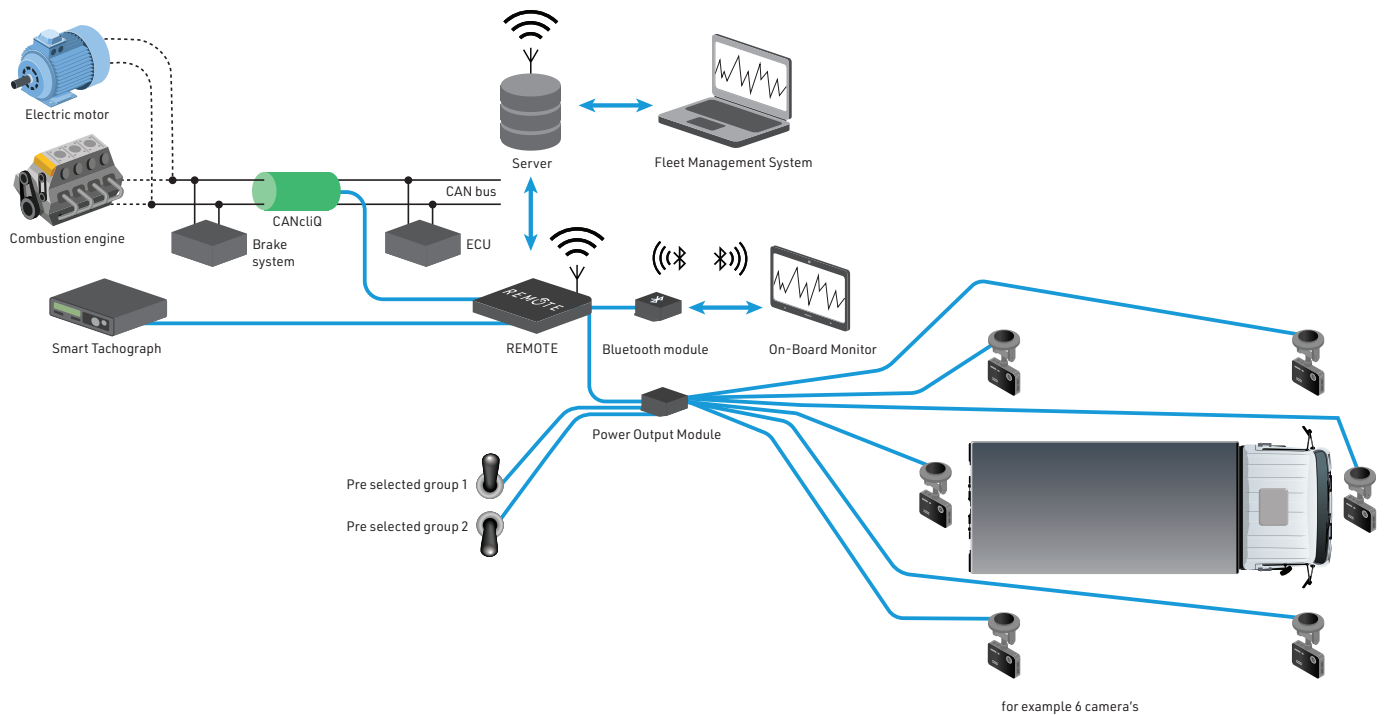 Electric motor
Server
Fleet Management System
CAN bus
CANcliQ
Combustion engine
Brake
system
ECU
REMOTE
Smart Tachograph
REMOTE
Bluetooth module
On-Board Monitor
Power Output Module
Pre selected group 1
Pre selected group 2
for example 6 camera's